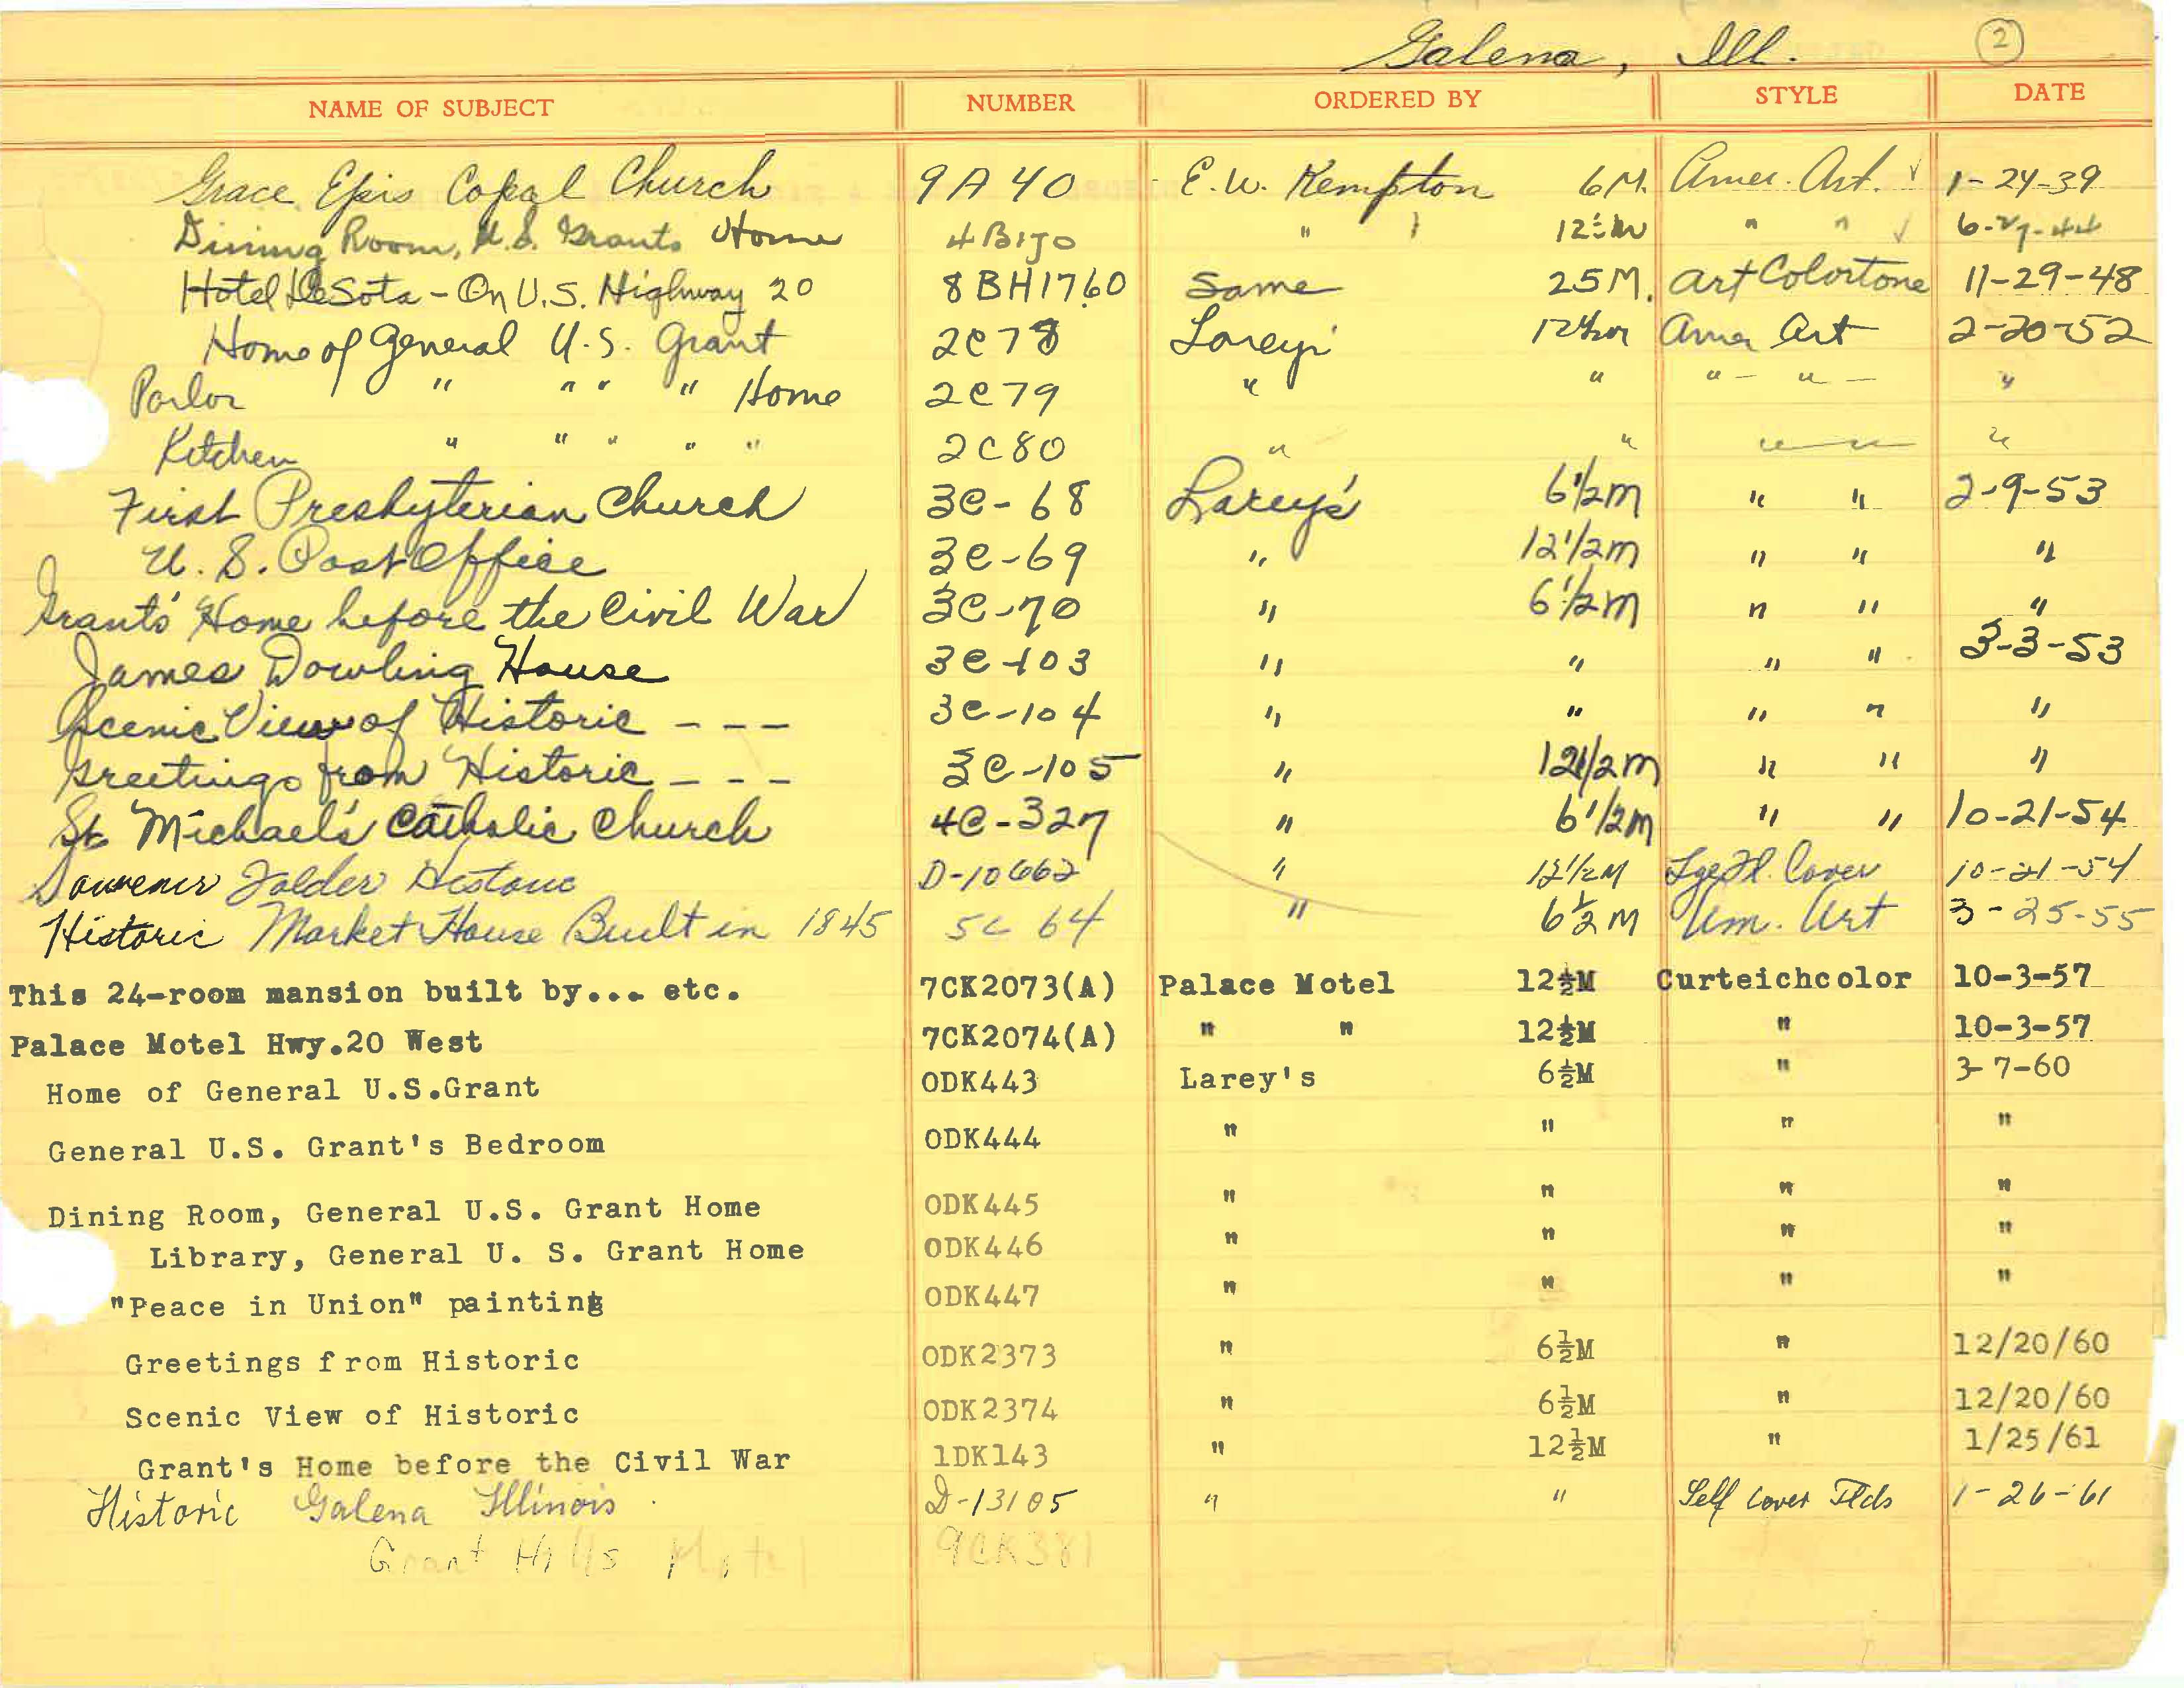 Galena, Ill. 2
NAME OF SUBJECT NUMBER ORDERED BY STYLE DATE
Grace Epis Copal Church 9A40 E.W. Kempton 6M. Amer. Art. ✓ 1-24-39
Dining Room, U.S. Grants Home 4B150 " " 12½M " " ✓ 6-29-44
Hotel DeSota - On U.S. Highway 20 8BH1760 Same 25M. Art Colortone 11-29-48
Home of General U.S. Grant 2C78 Lareys 12½M Amer Art 2-20-52
Parlor " " " " Home 2C79 " " " - " - "
Kitchen " " " " " 2C80 " " " " "
First Presbyterian Church 3C-68 Larey's 6½M " " 2-9-53
U.S. Post Office 3C-69 " 12½M " " "
Grant's Home before the Civil War 3C-70 " 6½M " " "
James Dowling House 3C-103 " " " " 3-3-53
Scenic View of Historic - - - 3C-104 " " " " "
Greetings from Historic - - - 3C-105 " 12½M " " "
St. Michael's Catholic Church 4C-327 " 6½M " " 10-21-54
Souvenir Folder Historic D-10662 " 12½M Lge Fl. Cover 10-21-54
Historic Market House Built in 1845 5C 64 " 6½M Am. Art 3-25-55
This 24-room mansion built by... etc. 7CK2073(A) Palace Motel 12½M Curteichcolor 10-3-57
Palace Motel Hwy.20 West 7CK2074(A) " " 12½M " 10-3-57
Home of General U.S.Grant ODK443 Larey's 6½M " 3-7-60
General U.S. Grant's Bedroom ODK444 " " " "
Dining Room, General U.S. Grant Home ODK445 " " " "
Library, General U. S. Grant Home ODK446 " " " "
"Peace in Union" painting ODK447 " " " "
Greetings from Historic ODK2373 " 6½M " 12/20/60
Scenic View of Historic ODK2374 " 6½M " 12/20/60
Grant's Home before the Civil War 1DK143 " 12½M " 1/25/61
Historic Galena Illinois D-13105 " " Self Cover Flds 1-26-61
Grant Hills Motel 9CK381